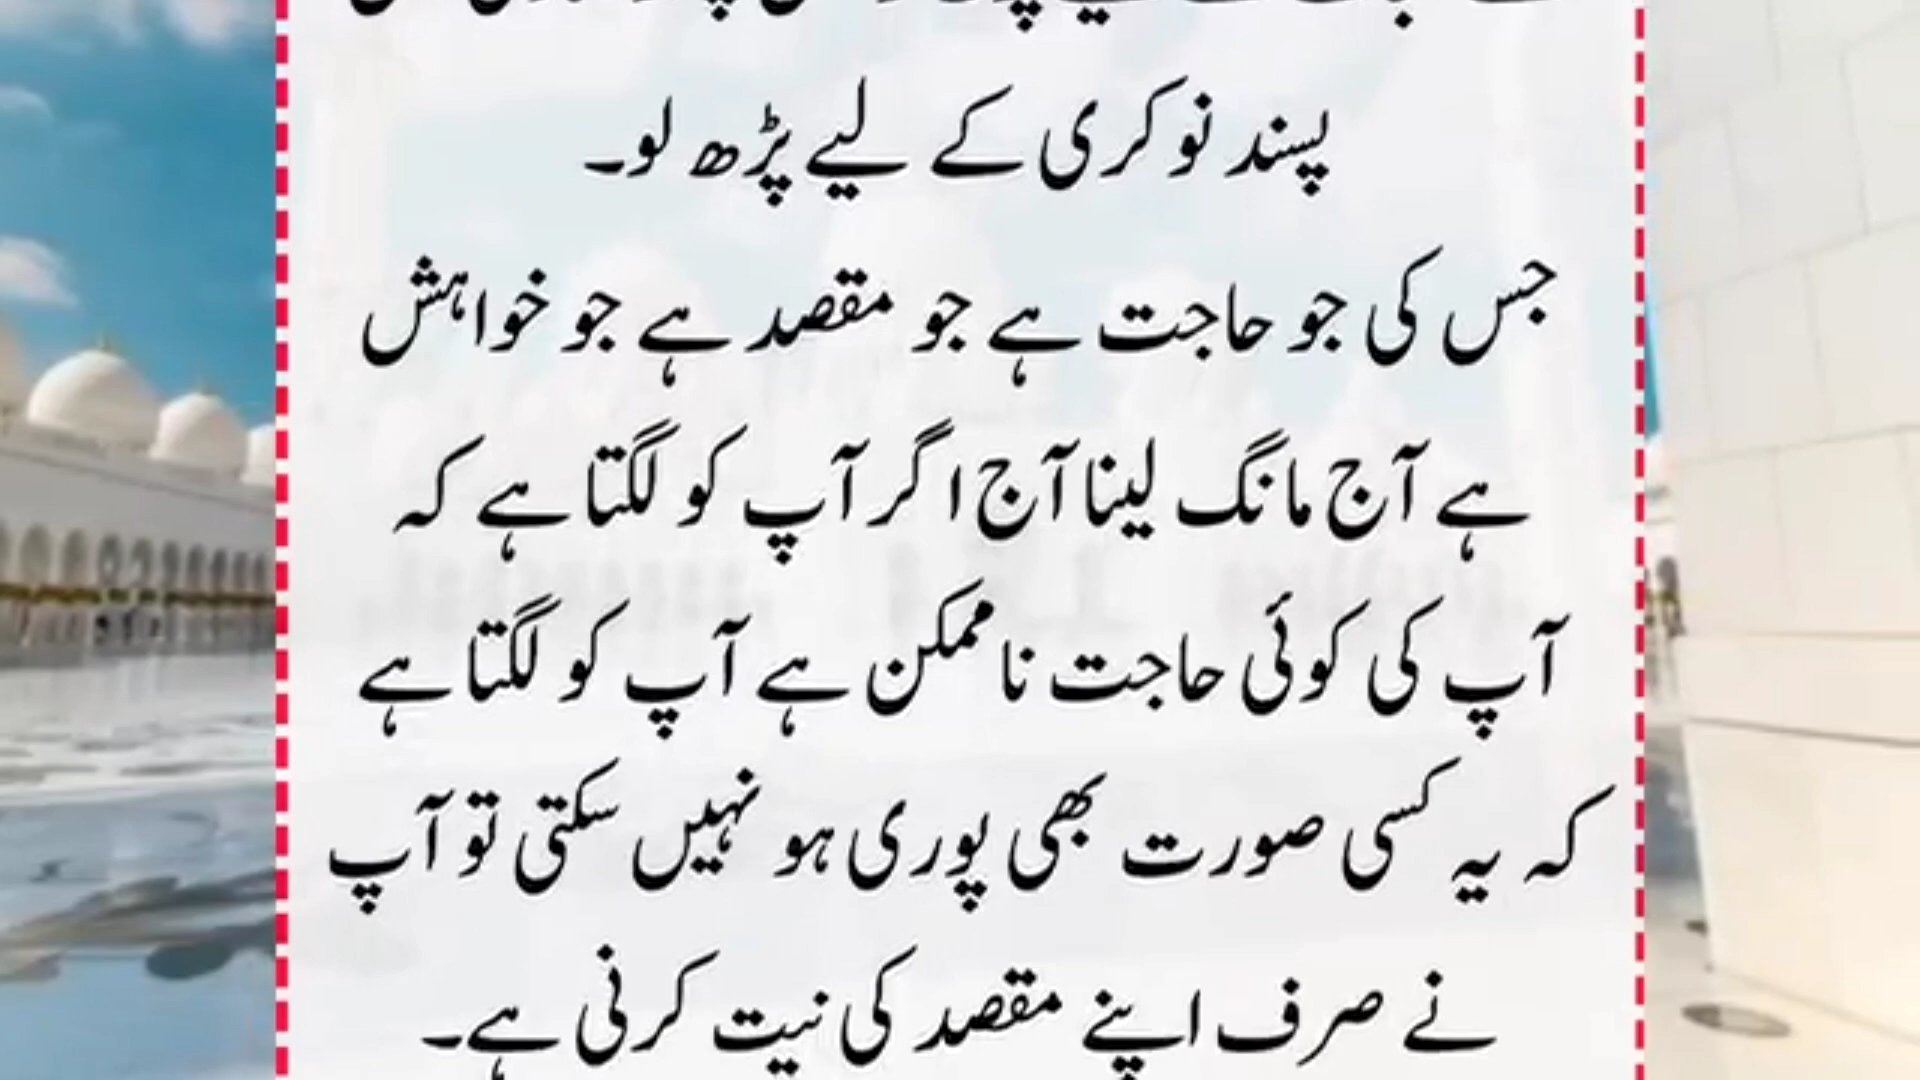 پسند نوکری کے لیے پڑھ لو۔
جس کی جو حاجت ہے جو مقصد ہے جو خواہش
ہے آج مانگ لینا آج اگر آپ کو لگتا ہے کہ
آپ کی کوئی حاجت ناممکن ہے آپ کو لگتا ہے
کہ یہ کسی صورت بھی پوری ہو نہیں سکتی تو آپ
نے صرف اپنے مقصد کی نیت کرنی ہے۔